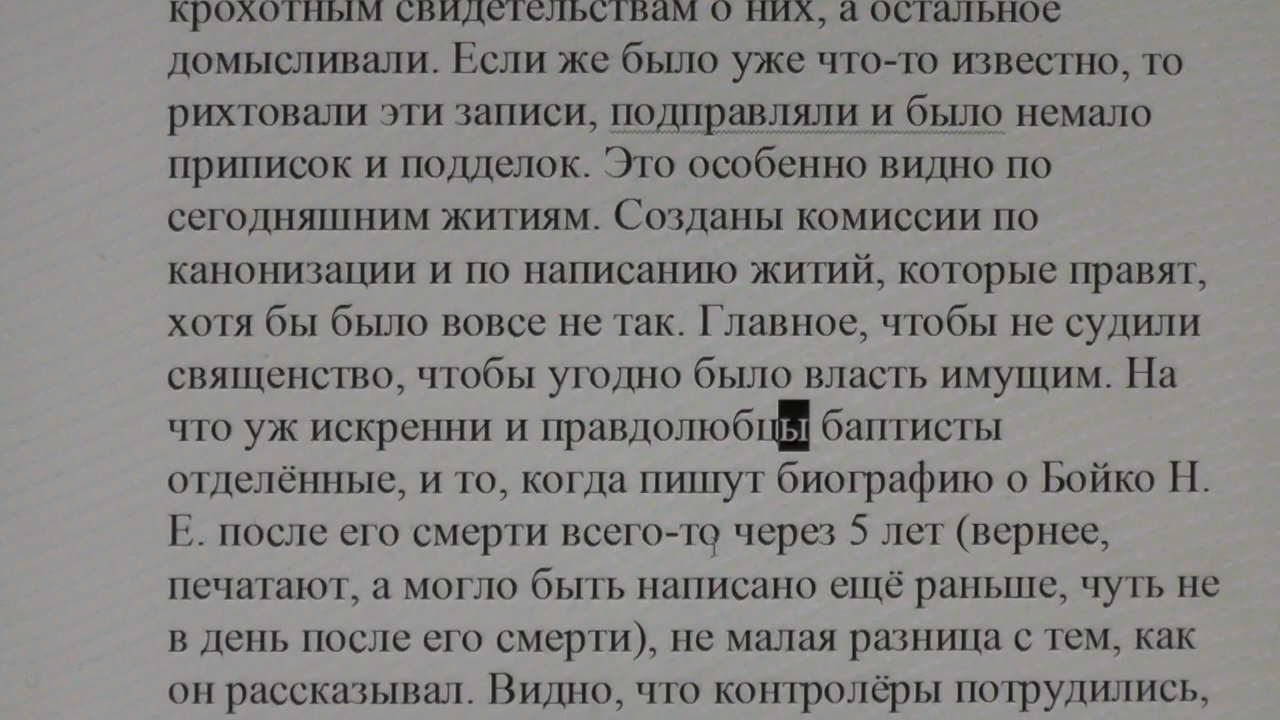 крохотным свидетельствам о них, а остальное
домысливали. Если же было уже что-то известно, то
рихтовали эти записи, подправляли и было немало
приписок и подделок. Это особенно видно по
сегодняшним житиям. Созданы комиссии по
канонизации и по написанию житий, которые правят,
хотя бы было вовсе не так. Главное, чтобы не судили
священство, чтобы угодно было власть имущим. На
что уж искренни и правдолюбцы баптисты
отделённые, и то, когда пишут биографию о Бойко Н.
Е. после его смерти всего-то через 5 лет (вернее,
печатают, а могло быть написано ещё раньше, чуть не
в день после его смерти), не малая разница с тем, как
он рассказывал. Видно, что контролёры потрудились,